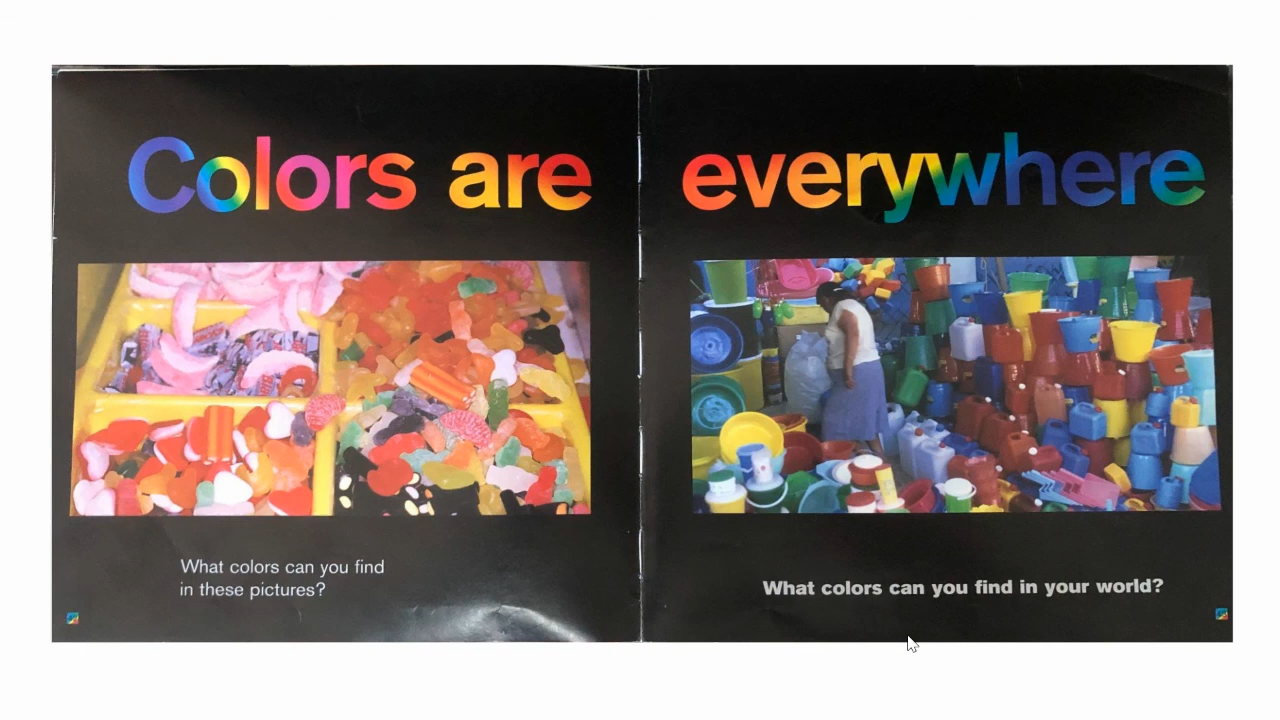 Colors are everywhere
What colors can you find
in these pictures?
What colors can you find in your world?